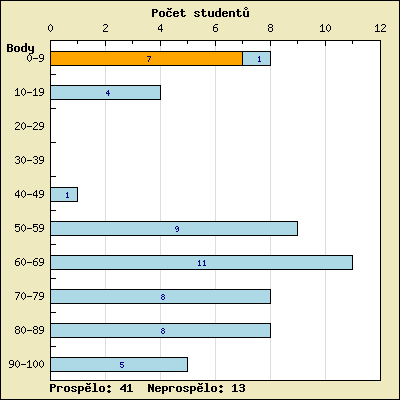 Počet studentů
0 2 4 6 8 10 12
Body
0-9 7 1
10-19 4
20-29
30-39
40-49 1
50-59 9
60-69 11
70-79 8
80-89 8
90-100 5
Prospělo: 41 Neprospělo: 13